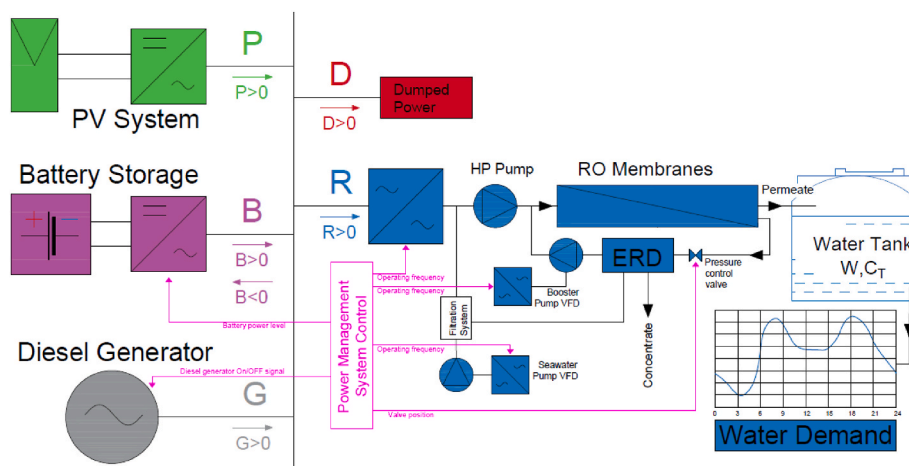 P
P>0
PV System
D
D>0
Dumped
Power
Battery Storage
B
B>0
B<0
R
R>0
HP Pump
RO Membranes
Permeate
Water Tank
W,C_T
ERD
Pressure
control
valve
Booster
Pump VFD
Operating frequency
Operating frequency
Battery power level
Filtration
System
Power Management
System Control
Concentrate
Operating frequency
Seawater
Pump VFD
Diesel Generator
Diesel generator On/OFF signal
G
G>0
Valve position
0 3 6 9 12 15 18 21 24
Water Demand